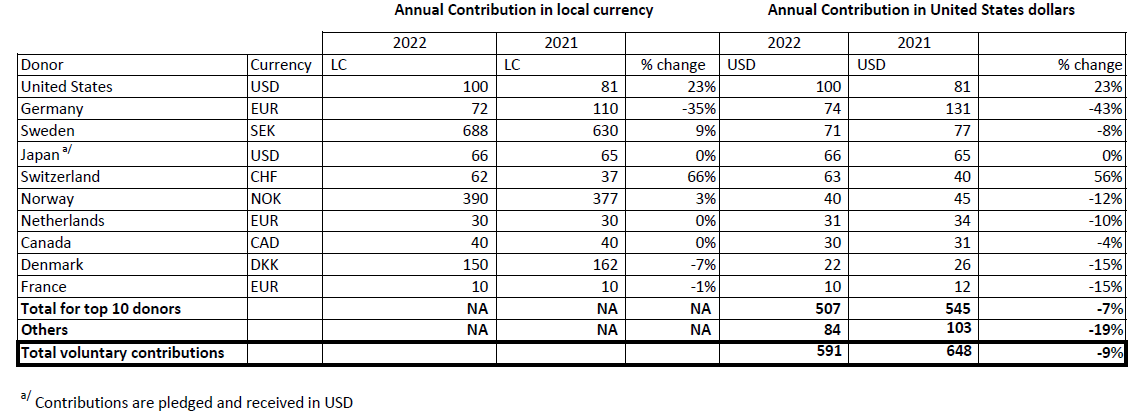 Annual Contribution in local currency Annual Contribution in United States dollars
2022 2021 2022 2021
Donor Currency LC LC % change USD USD % change
United States USD 100 81 23% 100 81 23%
Germany EUR 72 110 -35% 74 131 -43%
Sweden SEK 688 630 9% 71 77 -8%
Japan a/ USD 66 65 0% 66 65 0%
Switzerland CHF 62 37 66% 63 40 56%
Norway NOK 390 377 3% 40 45 -12%
Netherlands EUR 30 30 0% 31 34 -10%
Canada CAD 40 40 0% 30 31 -4%
Denmark DKK 150 162 -7% 22 26 -15%
France EUR 10 10 -1% 10 12 -15%
Total for top 10 donors NA NA NA 507 545 -7%
Others NA NA NA 84 103 -19%
Total voluntary contributions 591 648 -9%
a/ Contributions are pledged and received in USD